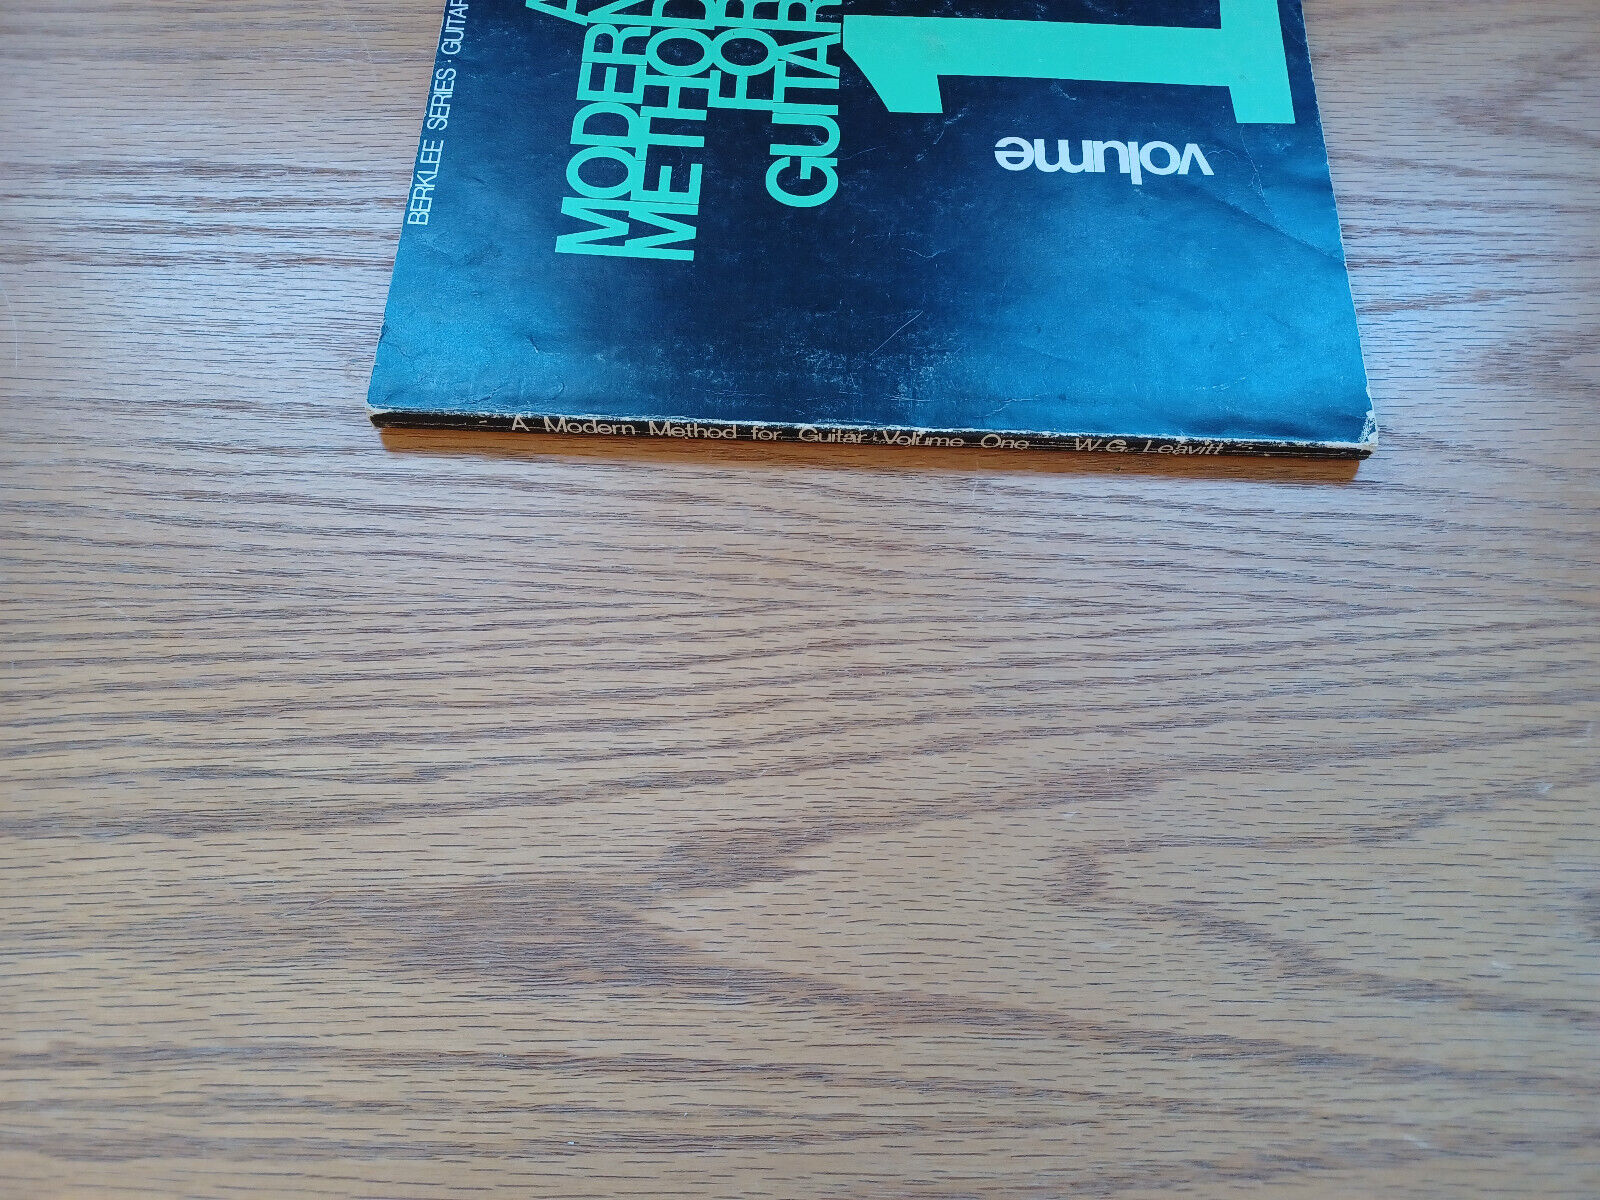 BERKLEE SERIES · GUITAR
A
MODERN
METHOD
FOR
GUITAR
1
volume
A Modern Method for Guitar Volume One W.G. Leavitt